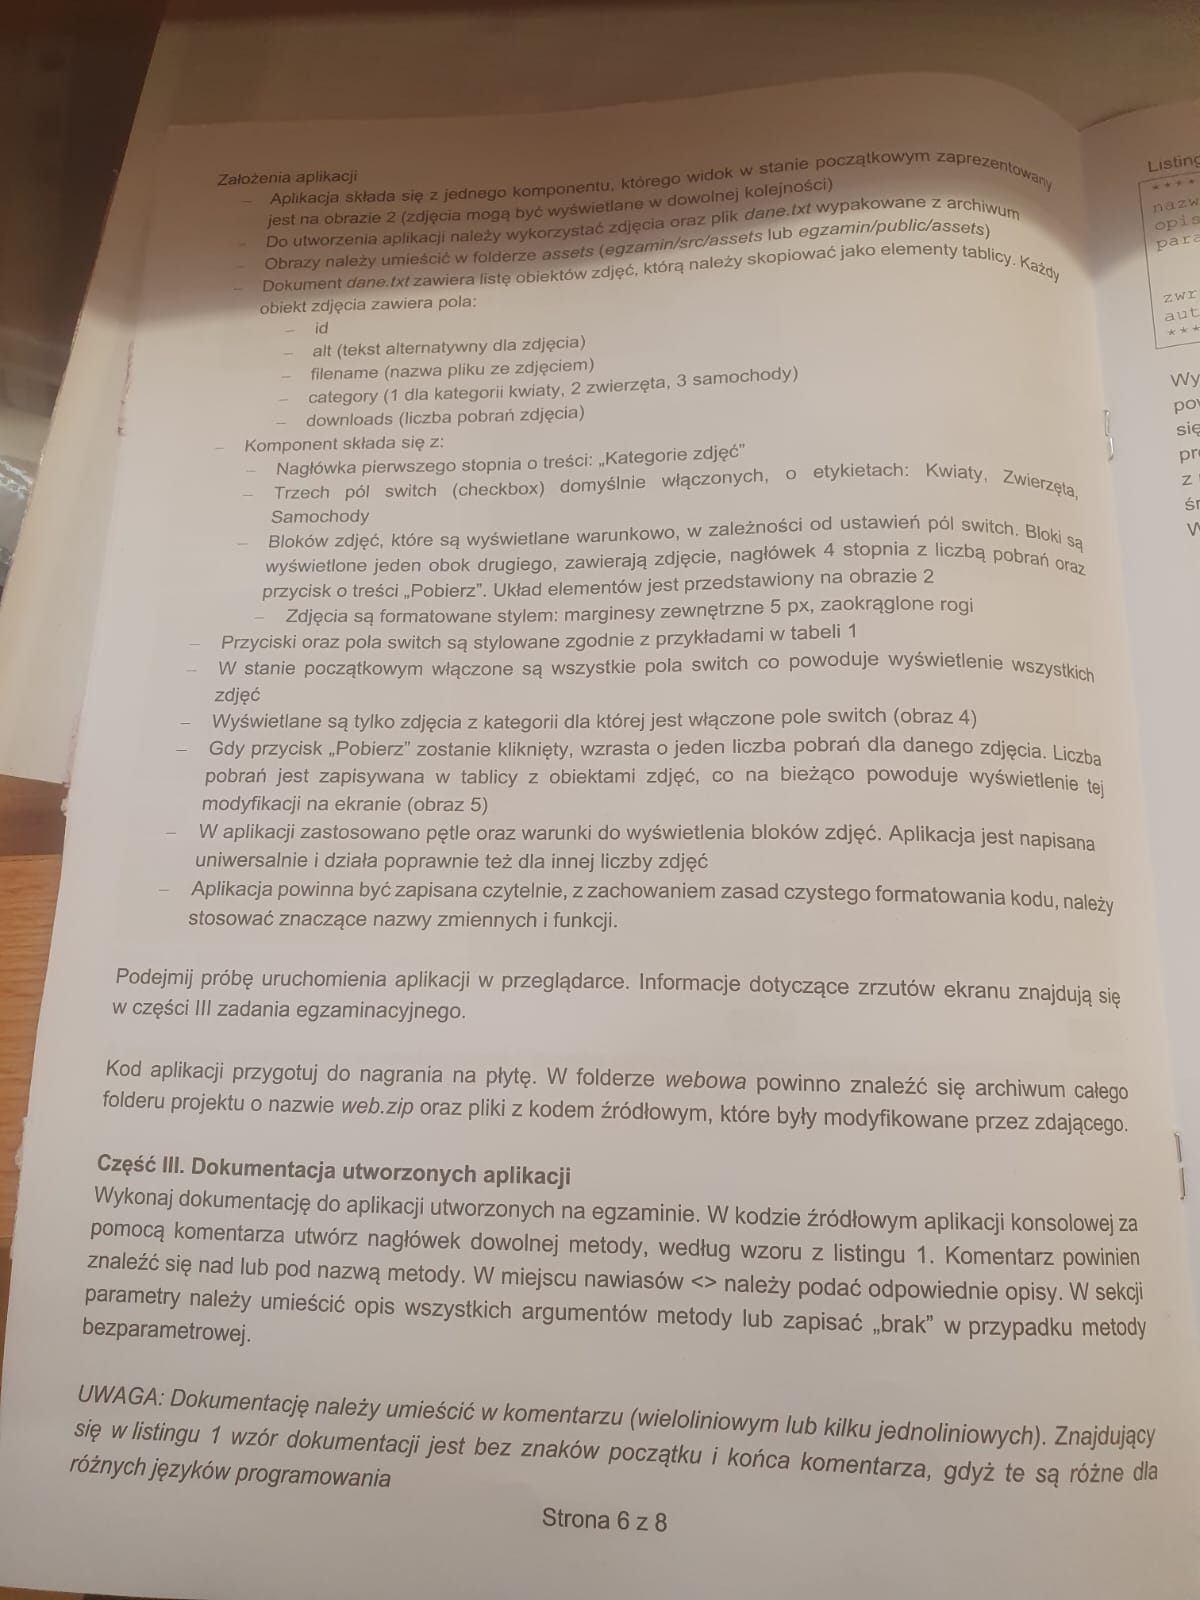 Założenia aplikacji
– Aplikacja składa się z jednego komponentu, którego widok w stanie początkowym zaprezentowany
jest na obrazie 2 (zdjęcia mogą być wyświetlane w dowolnej kolejności)
– Do utworzenia aplikacji należy wykorzystać zdjęcia oraz plik dane.txt wypakowane z archiwum
– Obrazy należy umieścić w folderze assets (egzamin/src/assets lub egzamin/public/assets)
– Dokument dane.txt zawiera listę obiektów zdjęć, którą należy skopiować jako elementy tablicy. Każdy
obiekt zdjęcia zawiera pola:
– id
– alt (tekst alternatywny dla zdjęcia)
– filename (nazwa pliku ze zdjęciem)
– category (1 dla kategorii kwiaty, 2 zwierzęta, 3 samochody)
– downloads (liczba pobrań zdjęcia)
– Komponent składa się z:
– Nagłówka pierwszego stopnia o treści: „Kategorie zdjęć”
– Trzech pól switch (checkbox) domyślnie włączonych, o etykietach: Kwiaty, Zwierzęta,
Samochody
– Bloków zdjęć, które są wyświetlane warunkowo, w zależności od ustawień pól switch. Bloki są
wyświetlone jeden obok drugiego, zawierają zdjęcie, nagłówek 4 stopnia z liczbą pobrań oraz
przycisk o treści „Pobierz”. Układ elementów jest przedstawiony na obrazie 2
– Zdjęcia są formatowane stylem: marginesy zewnętrzne 5 px, zaokrąglone rogi
– Przyciski oraz pola switch są stylowane zgodnie z przykładami w tabeli 1
– W stanie początkowym włączone są wszystkie pola switch co powoduje wyświetlenie wszystkich
zdjęć
– Wyświetlane są tylko zdjęcia z kategorii dla której jest włączone pole switch (obraz 4)
– Gdy przycisk „Pobierz” zostanie kliknięty, wzrasta o jeden liczba pobrań dla danego zdjęcia. Liczba
pobrań jest zapisywana w tablicy z obiektami zdjęć, co na bieżąco powoduje wyświetlenie tej
modyfikacji na ekranie (obraz 5)
– W aplikacji zastosowano pętle oraz warunki do wyświetlenia bloków zdjęć. Aplikacja jest napisana
uniwersalnie i działa poprawnie też dla innej liczby zdjęć
– Aplikacja powinna być zapisana czytelnie, z zachowaniem zasad czystego formatowania kodu, należy
stosować znaczące nazwy zmiennych i funkcji.
Podejmij próbę uruchomienia aplikacji w przeglądarce. Informacje dotyczące zrzutów ekranu znajdują się
w części III zadania egzaminacyjnego.
Kod aplikacji przygotuj do nagrania na płytę. W folderze webowa powinno znaleźć się archiwum całego
folderu projektu o nazwie web.zip oraz pliki z kodem źródłowym, które były modyfikowane przez zdającego.
Część III. Dokumentacja utworzonych aplikacji
Wykonaj dokumentację do aplikacji utworzonych na egzaminie. W kodzie źródłowym aplikacji konsolowej za
pomocą komentarza utwórz nagłówek dowolnej metody, według wzoru z listingu 1. Komentarz powinien
znaleźć się nad lub pod nazwą metody. W miejscu nawiasów <> należy podać odpowiednie opisy. W sekcji
parametry należy umieścić opis wszystkich argumentów metody lub zapisać „brak” w przypadku metody
bezparametrowej.
UWAGA: Dokumentację należy umieścić w komentarzu (wieloliniowym lub kilku jednoliniowych). Znajdujący
się w listingu 1 wzór dokumentacji jest bez znaków początku i końca komentarza, gdyż te są różne dla
różnych języków programowania
Strona 6 z 8
Listing
****
nazw
opis
para
zwr
aut
***
Wy
się
z
W